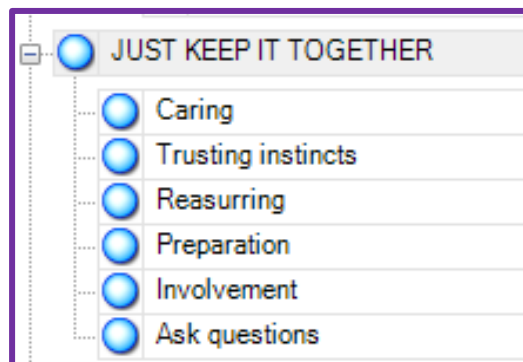 JUST KEEP IT TOGETHER
Caring
Trusting instincts
Reasurring
Preparation
Involvement
Ask questions